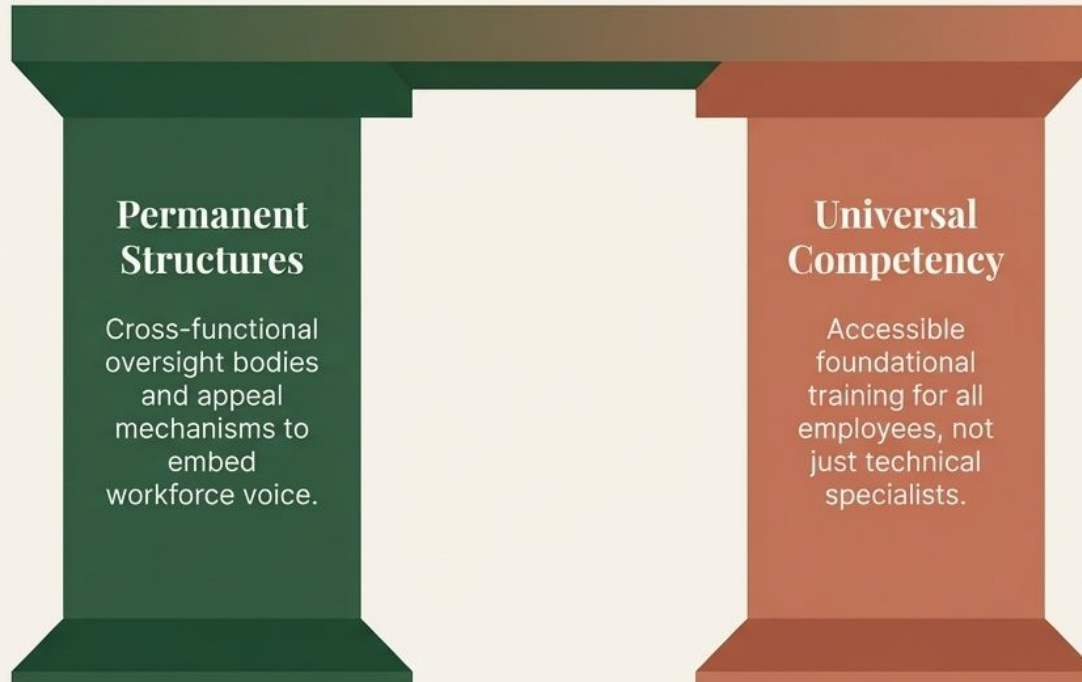 Permanent
Structures
Cross-functional
oversight bodies
and appeal
mechanisms to
embed
workforce voice.
Universal
Competency
Accessible
foundational
training for all
employees, not
just technical
specialists.